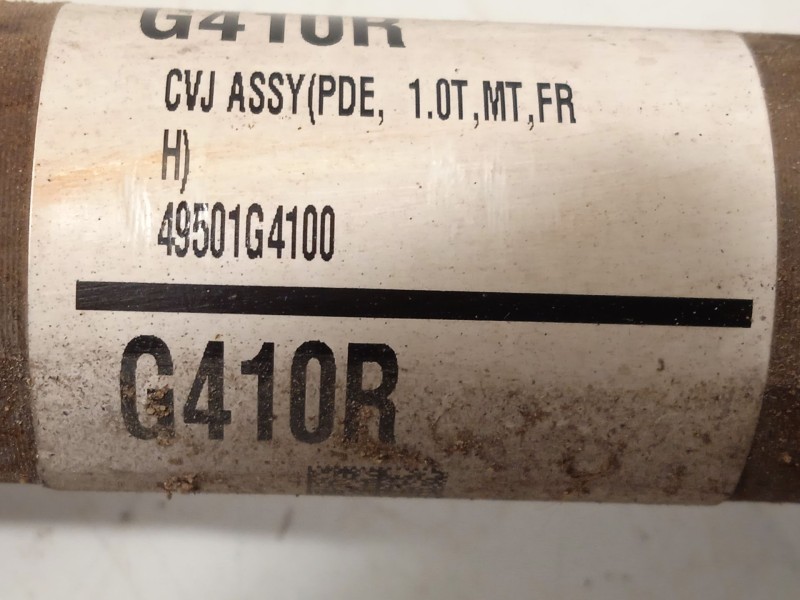 G410R
CVJ ASSY(PDE, 1.0T,MT,FR
H)
49501G4100
G410R